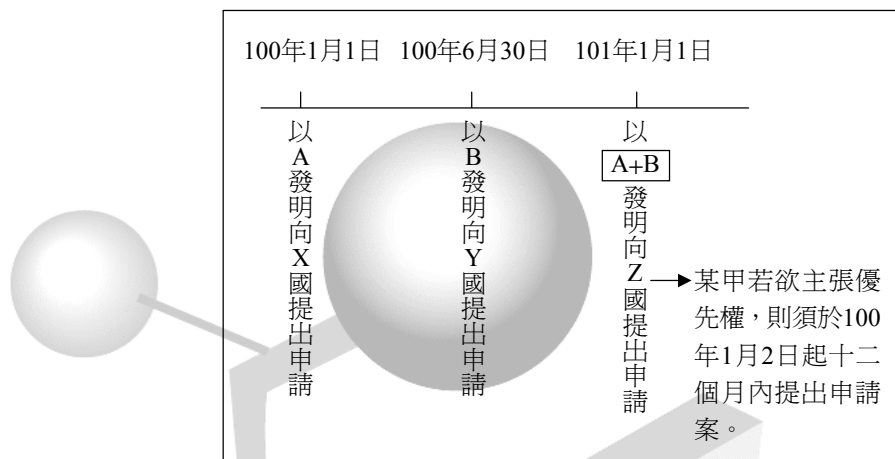 100年1月1日 100年6月30日 101年1月1日
以A發明向X國提出申請
以B發明向Y國提出申請
以A+B發明向Z國提出申請
某甲若欲主張優
先權，則須於100
年1月2日起十二
個月內提出申請
案。